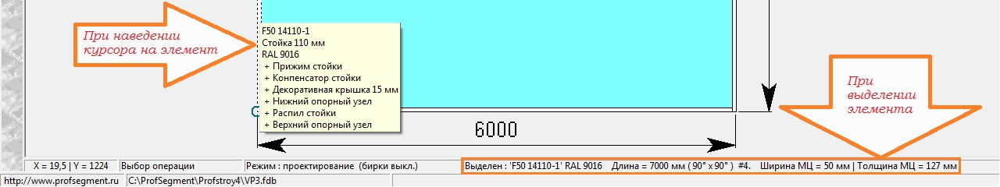 При наведении
курсора на элемент
F50 14110-1
Стойка 110 мм
RAL 9016
+ Прижим стойки
+ Компенсатор стойки
+ Декоративная крышка 15 мм
+ Нижний опорный узел
+ Распил стойки
+ Верхний опорный узел
При
выделении
элемента
6000
X = 19,5 | Y = 1224 Выбор операции Режим : проектирование (бирки выкл.) Выделен : 'F50 14110-1' RAL 9016 Длина = 7000 мм ( 90° x 90° ) #4. Ширина МЦ = 50 мм | Толщина МЦ = 127 мм
http://www.profsegment.ru C:\ProfSegment\Profstroy4\VP3.fdb